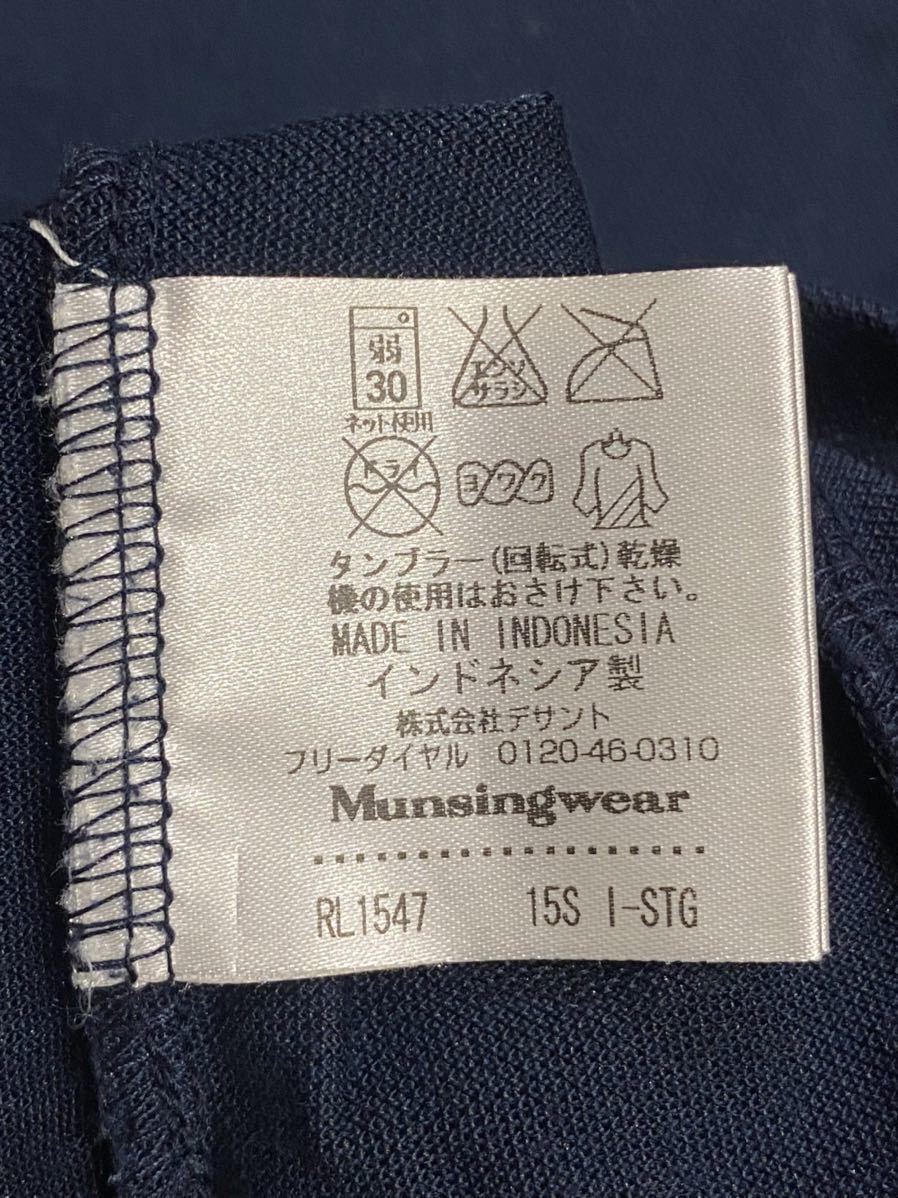 弱
30
ネット使用
エンソ
サラシ
ドライ
ヨワク
タンブラー(回転式)乾燥
機の使用はおさけ下さい。
MADE IN INDONESIA
インドネシア製
株式会社デサント
フリーダイヤル 0120-46-0310
Munsingwear
RL1547 15S I-STG